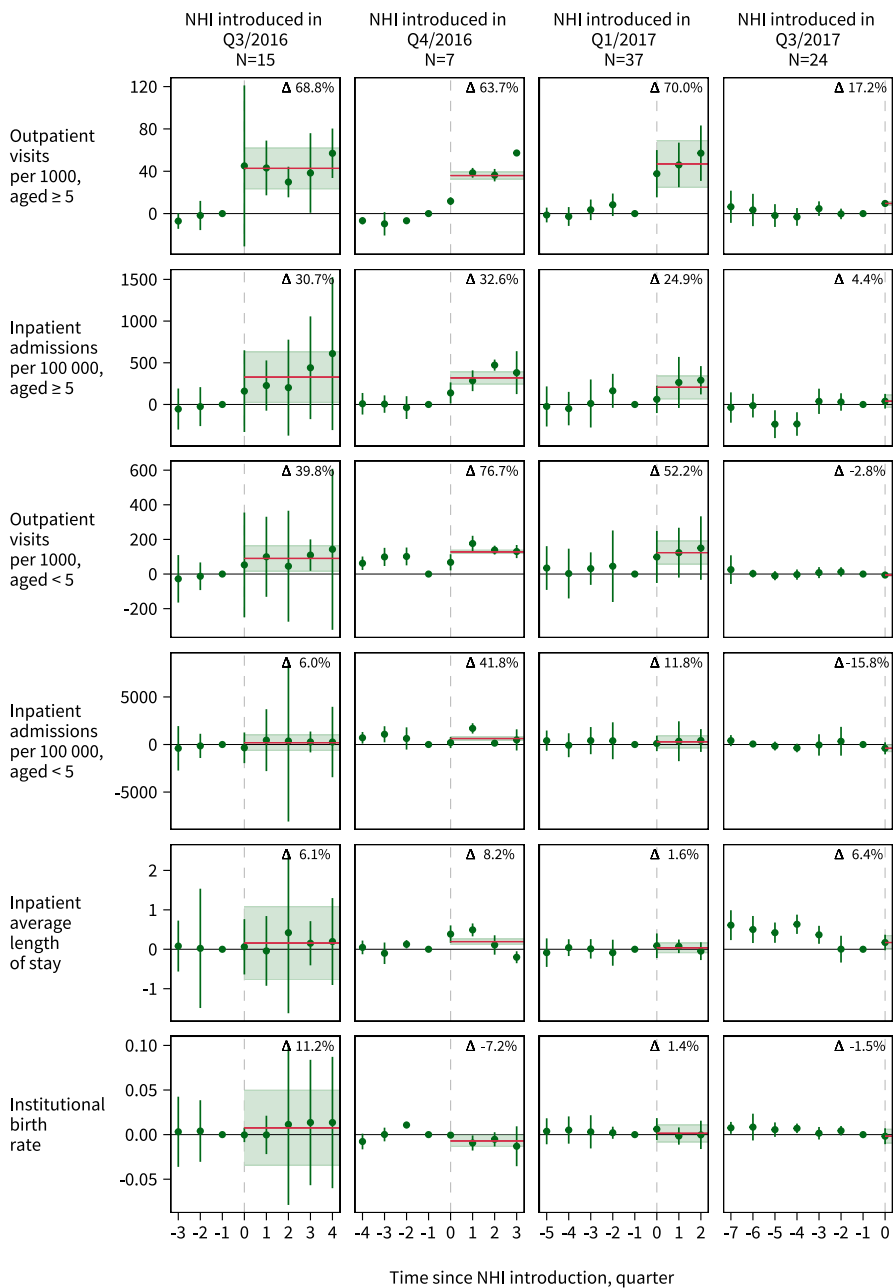 NHI introduced in
Q3/2016
N=15
NHI introduced in
Q4/2016
N=7
NHI introduced in
Q1/2017
N=37
NHI introduced in
Q3/2017
N=24
Outpatient
visits
per 1000,
aged ≥ 5
120
80
40
0
Δ 68.8%
Δ 63.7%
Δ 70.0%
Δ 17.2%
Inpatient
admissions
per 100 000,
aged ≥ 5
1500
1000
500
0
Δ 30.7%
Δ 32.6%
Δ 24.9%
Δ 4.4%
Outpatient
visits
per 1000,
aged < 5
600
400
200
0
-200
Δ 39.8%
Δ 76.7%
Δ 52.2%
Δ -2.8%
Inpatient
admissions
per 100 000,
aged < 5
5000
0
-5000
Δ 6.0%
Δ 41.8%
Δ 11.8%
Δ -15.8%
Inpatient
average
length
of stay
2
1
0
-1
Δ 6.1%
Δ 8.2%
Δ 1.6%
Δ 6.4%
Institutional
birth
rate
0.10
0.05
0.00
-0.05
Δ 11.2%
Δ -7.2%
Δ 1.4%
Δ -1.5%
-3 -2 -1 0 1 2 3 4
-4 -3 -2 -1 0 1 2 3
-5 -4 -3 -2 -1 0 1 2
-7 -6 -5 -4 -3 -2 -1 0
Time since NHI introduction, quarter